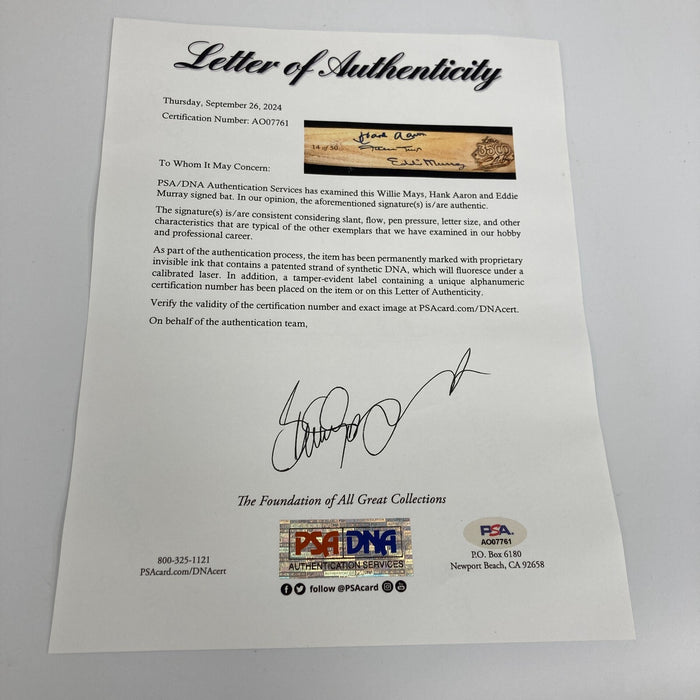 Letter of Authenticity
Thursday, September 26, 2024
Certification Number: AO07761
Hank Aaron
14 of 50
Eddie Murray
500
To Whom It May Concern:
PSA/DNA Authentication Services has examined this Willie Mays, Hank Aaron and Eddie
Murray signed bat. In our opinion, the aforementioned signature(s) is/are authentic.
The signature(s) is/are consistent considering slant, flow, pen pressure, letter size, and other
characteristics that are typical of the other exemplars that we have examined in our hobby
and professional career.
As part of the authentication process, the item has been permanently marked with proprietary
invisible ink that contains a patented strand of synthetic DNA, which will fluoresce under a
calibrated laser. In addition, a tamper-evident label containing a unique alphanumeric
certification number has been placed on the item or on this Letter of Authenticity.
Verify the validity of the certification number and exact image at PSAcard.com/DNAcert.
On behalf of the authentication team,
The Foundation of All Great Collections
PSA DNA
AUTHENTICATION SERVICES
follow @PSAcard
800-325-1121
PSAcard.com/DNAcert
PSA.
AO07761
P.O. Box 6180
Newport Beach, CA 92658